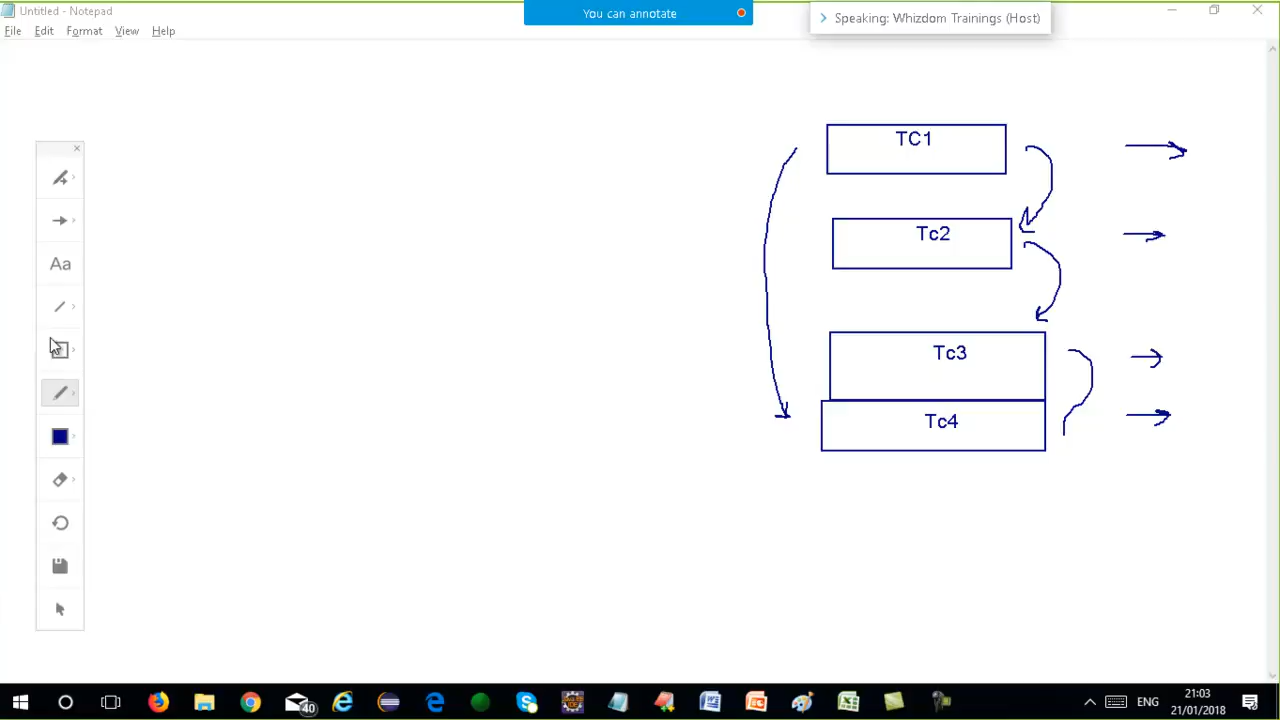 Untitled - Notepad
You can annotate
Speaking: Whizdom Trainings (Host)
File Edit Format View Help
TC1
Aa
Tc2
Tc3
Tc4
40
ENG
21:03
21/01/2018